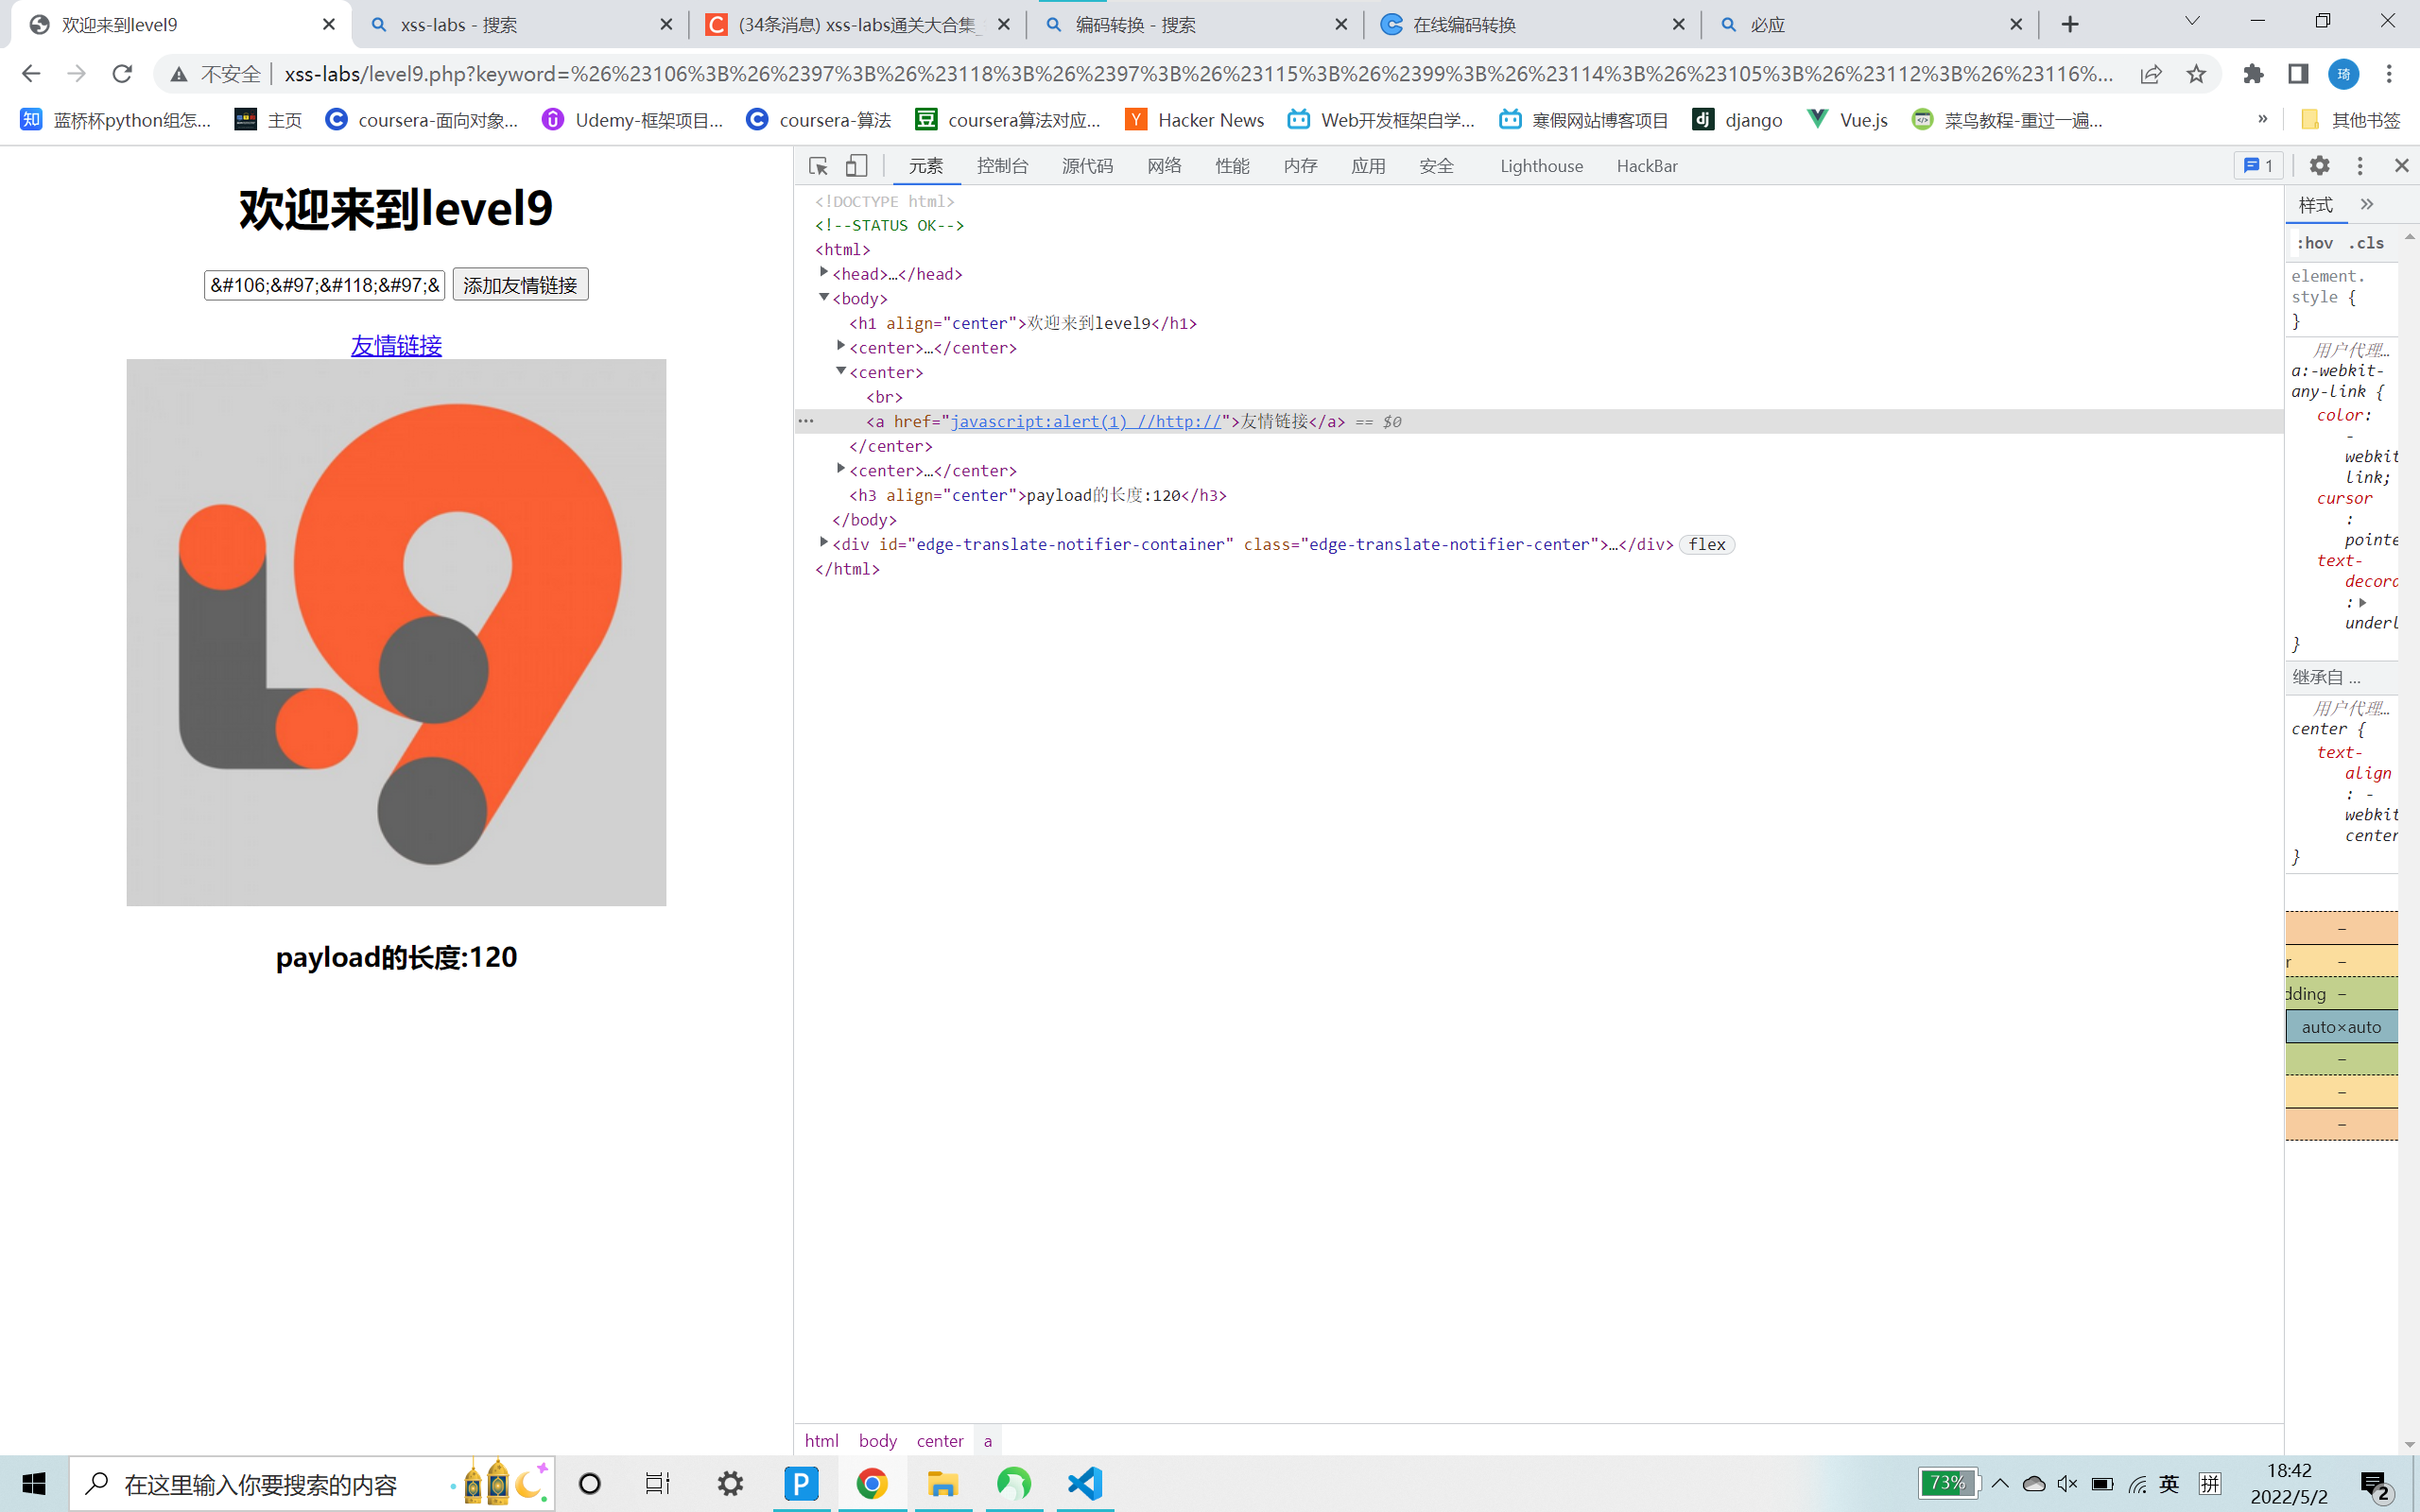 欢迎来到level9
xss-labs - 搜索
(34条消息) xss-labs通关大合集_
编码转换 - 搜索
在线编码转换
必应
不安全 xss-labs/level9.php?keyword=%26%23106%3B%26%2397%3B%26%23118%3B%26%2397%3B%26%23115%3B%26%2399%3B%26%23114%3B%26%23105%3B%26%23112%3B%26%23116%... 琦
知 蓝桥杯python组怎... 主页 coursera-面向对象... Udemy-框架项目... coursera-算法 豆 coursera算法对应... Y Hacker News Web开发框架自学... 寒假网站博客项目 dj django Vue.js 菜鸟教程-重过一遍... » 其他书签
欢迎来到level9
&#106;&#97;&#118;&#97;& 添加友情链接
友情链接
payload的长度:120
元素 控制台 源代码 网络 性能 内存 应用 安全 Lighthouse HackBar 1
<!DOCTYPE html>
<!--STATUS OK-->
<html>
<head>…</head>
<body>
<h1 align="center">欢迎来到level9</h1>
<center>…</center>
<center>
<br>
<a href="javascript:alert(1) //http://">友情链接</a> == $0
</center>
<center>…</center>
<h3 align="center">payload的长度:120</h3>
</body>
<div id="edge-translate-notifier-container" class="edge-translate-notifier-center">…</div> flex
</html>
html body center a
样式 »
:hov .cls
element.
style {
}
用户代理…
a:-webkit-
any-link {
color:
-
webkit
link;
cursor
:
pointe
text-
decora
:
underl
}
继承自 …
用户代理…
center {
text-
align
: -
webkit
center
}
-
r -
dding -
auto×auto
-
-
-
在这里输入你要搜索的内容
P
73% 英 拼
18:42
2022/5/2
2